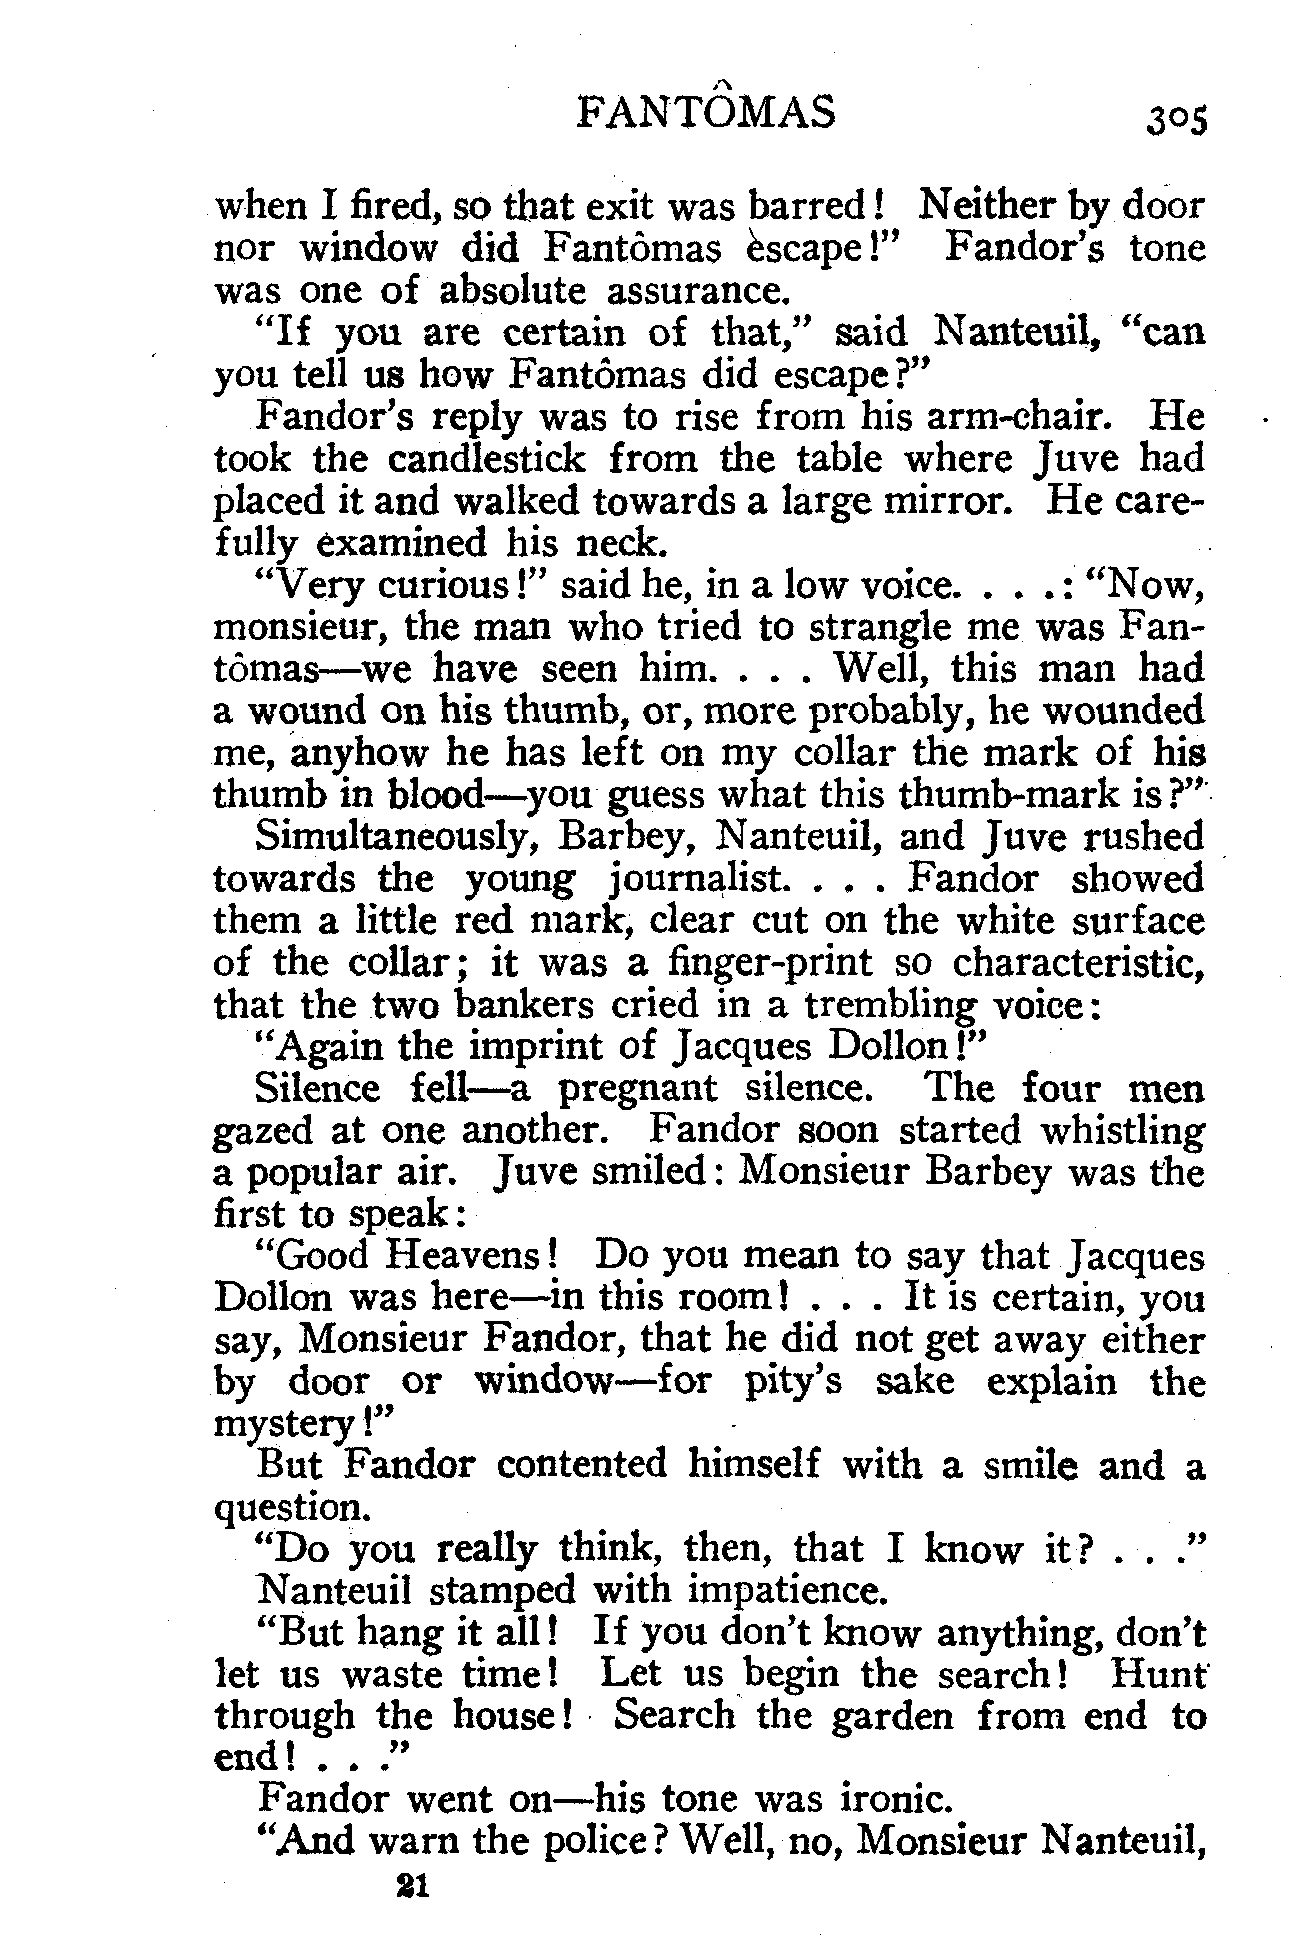 FANTÔMAS 305
when I fired, so that exit was barred! Neither by door
nor window did Fantômas escape!" Fandor's tone
was one of absolute assurance.
"If you are certain of that," said Nanteuil, "can
you tell us how Fantômas did escape?"
Fandor's reply was to rise from his arm-chair. He
took the candlestick from the table where Juve had
placed it and walked towards a large mirror. He care-
fully examined his neck.
"Very curious!" said he, in a low voice. . . .: "Now,
monsieur, the man who tried to strangle me was Fan-
tômas—we have seen him. . . . Well, this man had
a wound on his thumb, or, more probably, he wounded
me, anyhow he has left on my collar the mark of his
thumb in blood—you guess what this thumb-mark is?"
Simultaneously, Barbey, Nanteuil, and Juve rushed
towards the young journalist. . . . Fandor showed
them a little red mark, clear cut on the white surface
of the collar; it was a finger-print so characteristic,
that the two bankers cried in a trembling voice:
"Again the imprint of Jacques Dollon!"
Silence fell—a pregnant silence. The four men
gazed at one another. Fandor soon started whistling
a popular air. Juve smiled: Monsieur Barbey was the
first to speak:
"Good Heavens! Do you mean to say that Jacques
Dollon was here—in this room! . . . It is certain, you
say, Monsieur Fandor, that he did not get away either
by door or window—for pity's sake explain the
mystery!"
But Fandor contented himself with a smile and a
question.
"Do you really think, then, that I know it? . . ."
Nanteuil stamped with impatience.
"But hang it all! If you don't know anything, don't
let us waste time! Let us begin the search! Hunt
through the house! Search the garden from end to
end! . . ."
Fandor went on—his tone was ironic.
"And warn the police? Well, no, Monsieur Nanteuil,
21